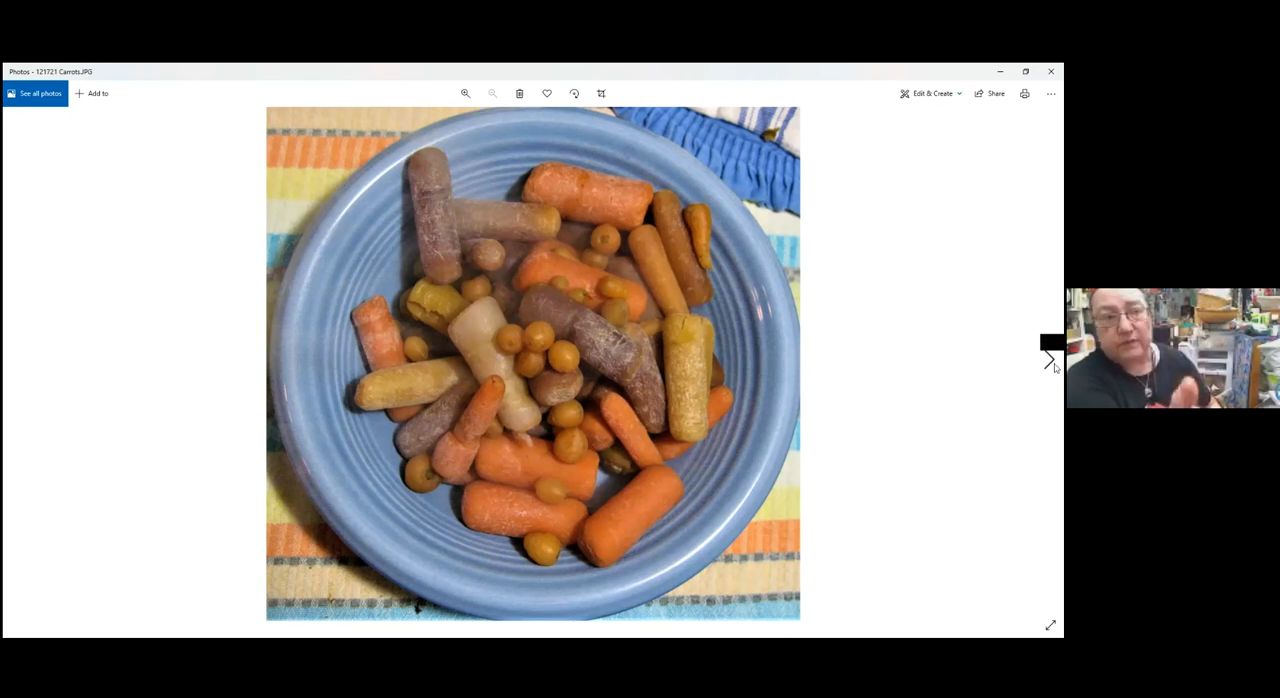 Photos - 121721 Carrots.JPG
See all photos
Add to
Edit & Create
Share